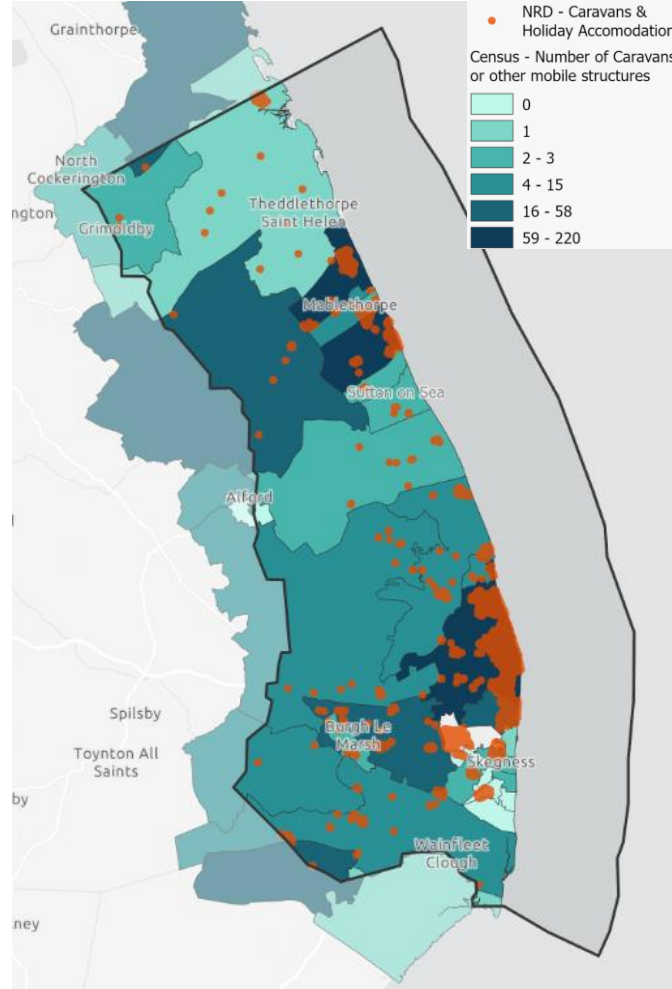 NRD - Caravans &
Holiday Accomodation
Census - Number of Caravans
or other mobile structures
0
1
2 - 3
4 - 15
16 - 58
59 - 220
Grainthorpe
North
Cockerington
ngton
Grimoldby
Theddlethorpe
Saint Helen
Mablethorpe
Sutton on Sea
Alford
Spilsby
Burgh Le
Marsh
Toynton All
Saints
Skegness
by
Wainfleet
Clough
ney